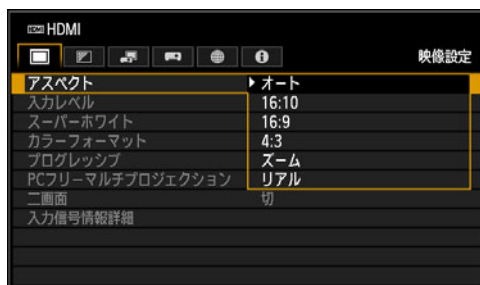 HDMI HDMI
映像設定
アスペクト オート
入力レベル 16:10
スーパーホワイト 16:9
カラーフォーマット 4:3
プログレッシブ ズーム
PCフリーマルチプロジェクション リアル
二画面 切
入力信号情報詳細